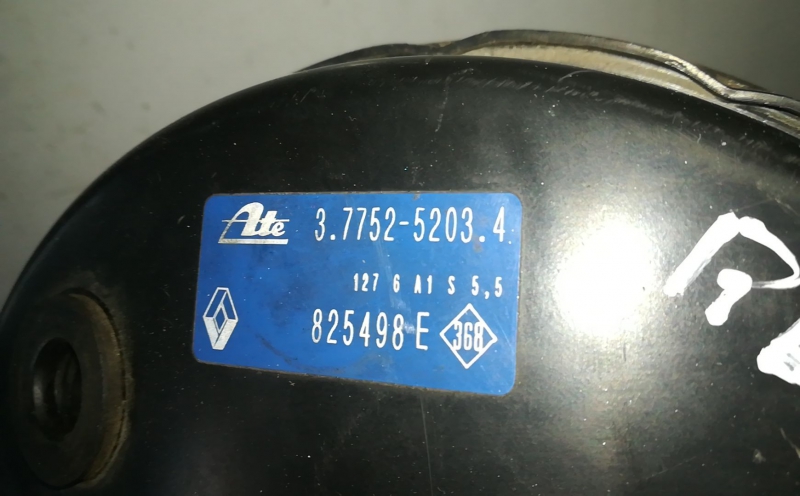 Ate 3.7752-5203.4
127 6 A1 S 5,5
825498 E 368
R.